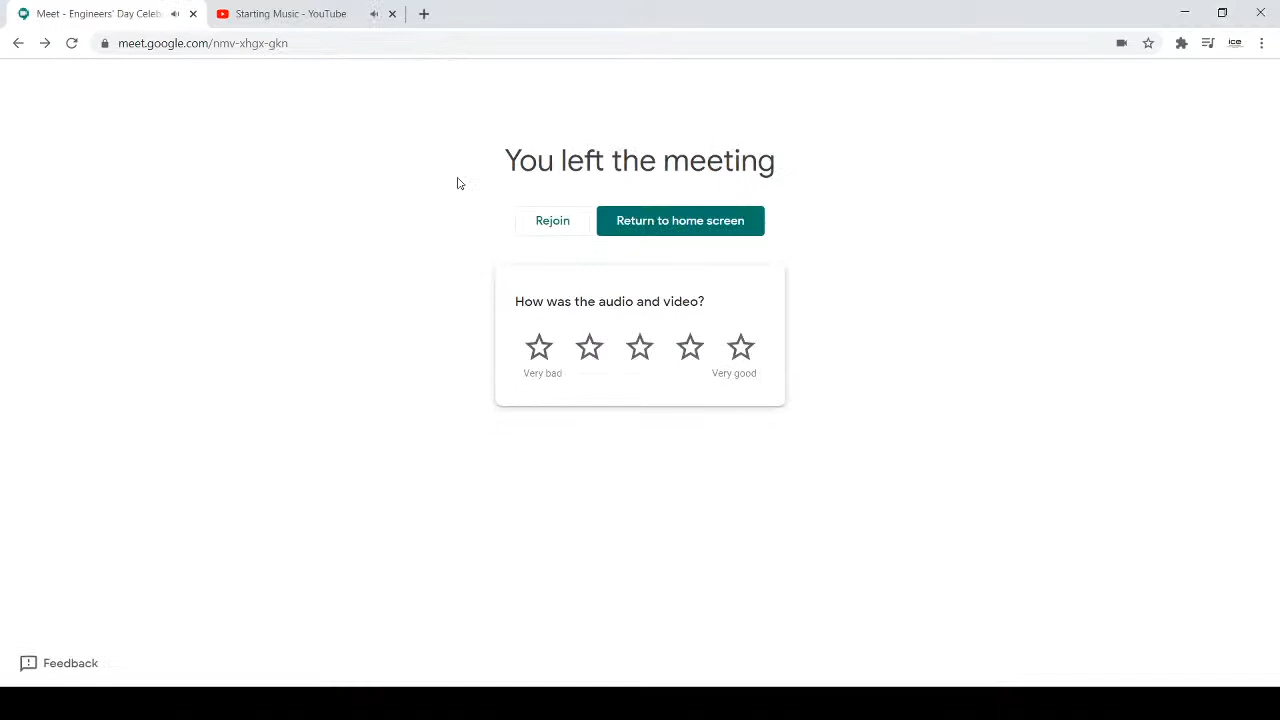 Meet - Engineers' Day Celeb
Starting Music - YouTube
meet.google.com/nmv-xhgx-gkn
ice
You left the meeting
Rejoin
Return to home screen
How was the audio and video?
Very bad
Very good
Feedback